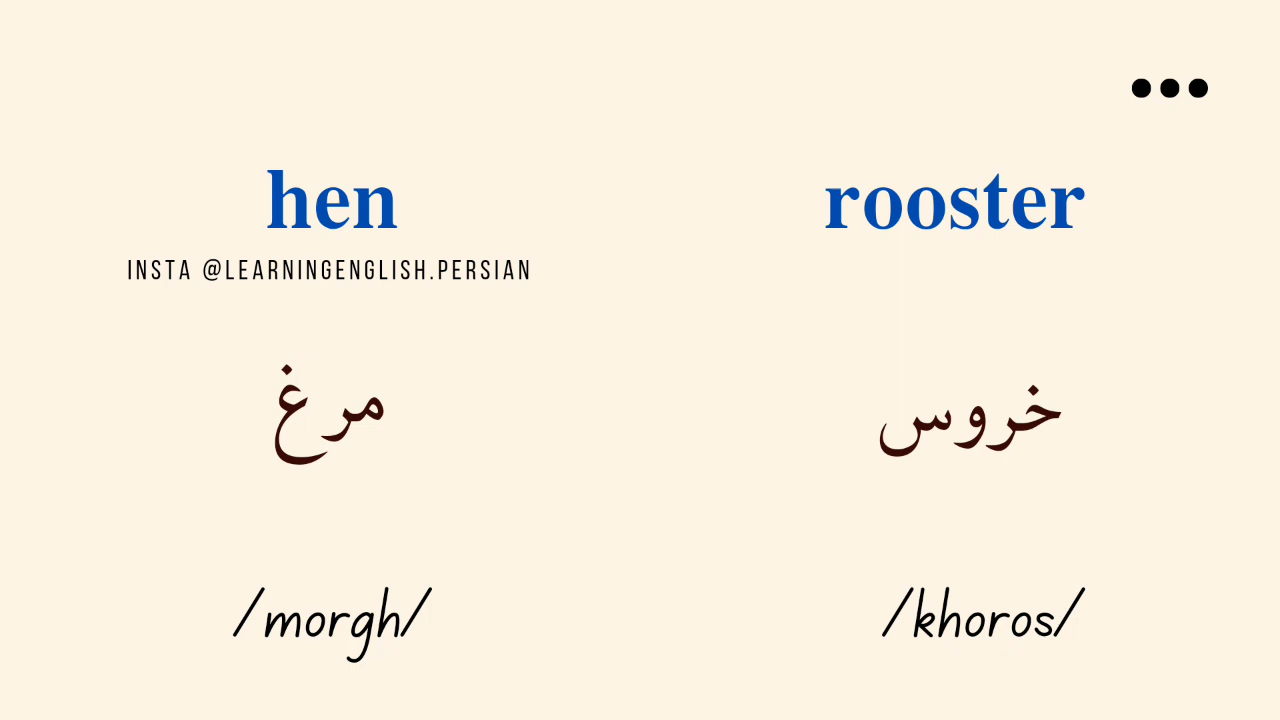 hen
INSTA @LEARNINGENGLISH.PERSIAN
مرغ
/morgh/
rooster
خروس
/khoros/